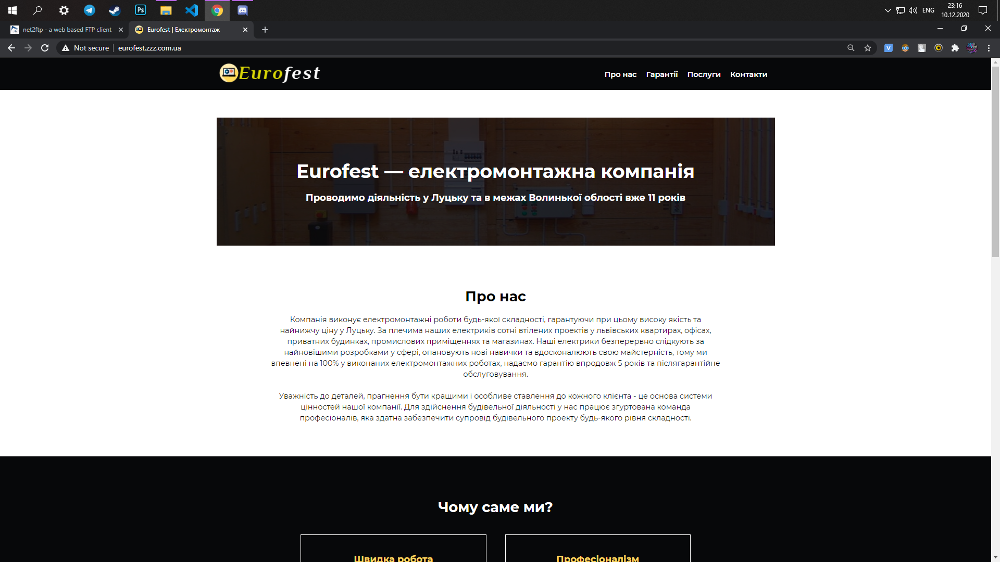 Ps
ENG
23:16
10.12.2020
net2ftp - a web based FTP client
Eurofest | Електромонтаж
Not secure
eurofest.zzz.com.ua
V
Eurofest
Про нас
Гарантії
Послуги
Контакти
Eurofest — електромонтажна компанія
Проводимо діяльність у Луцьку та в межах Волинької облості вже 11 років
Про нас
Компанія виконує електромонтажні роботи будь-якої складності, гарантуючи при цьому високу якість та
найнижчу ціну у Луцьку. За плечима наших електриків сотні втілених проектів у львівських квартирах, офісах,
приватних будинках, промислових приміщеннях та магазинах. Наші електрики безперервно слідкують за
найновішими розробками у сфері, опановують нові навички та вдосконалюють свою майстерність, тому ми
впевнені на 100% у виконаних електромонтажних роботах, надаємо гарантію впродовж 5 років та післягарантійне
обслуговування.
Уважність до деталей, прагнення бути кращими і особливе ставлення до кожного клієнта - це основа системи
цінностей нашої компанії. Для здійснення будівельної діяльності у нас працює згуртована команда
професіоналів, яка здатна забезпечити супровід будівельного проекту будь-якого рівня складності.
Чому саме ми?
Швидка робота
Професіоналізм